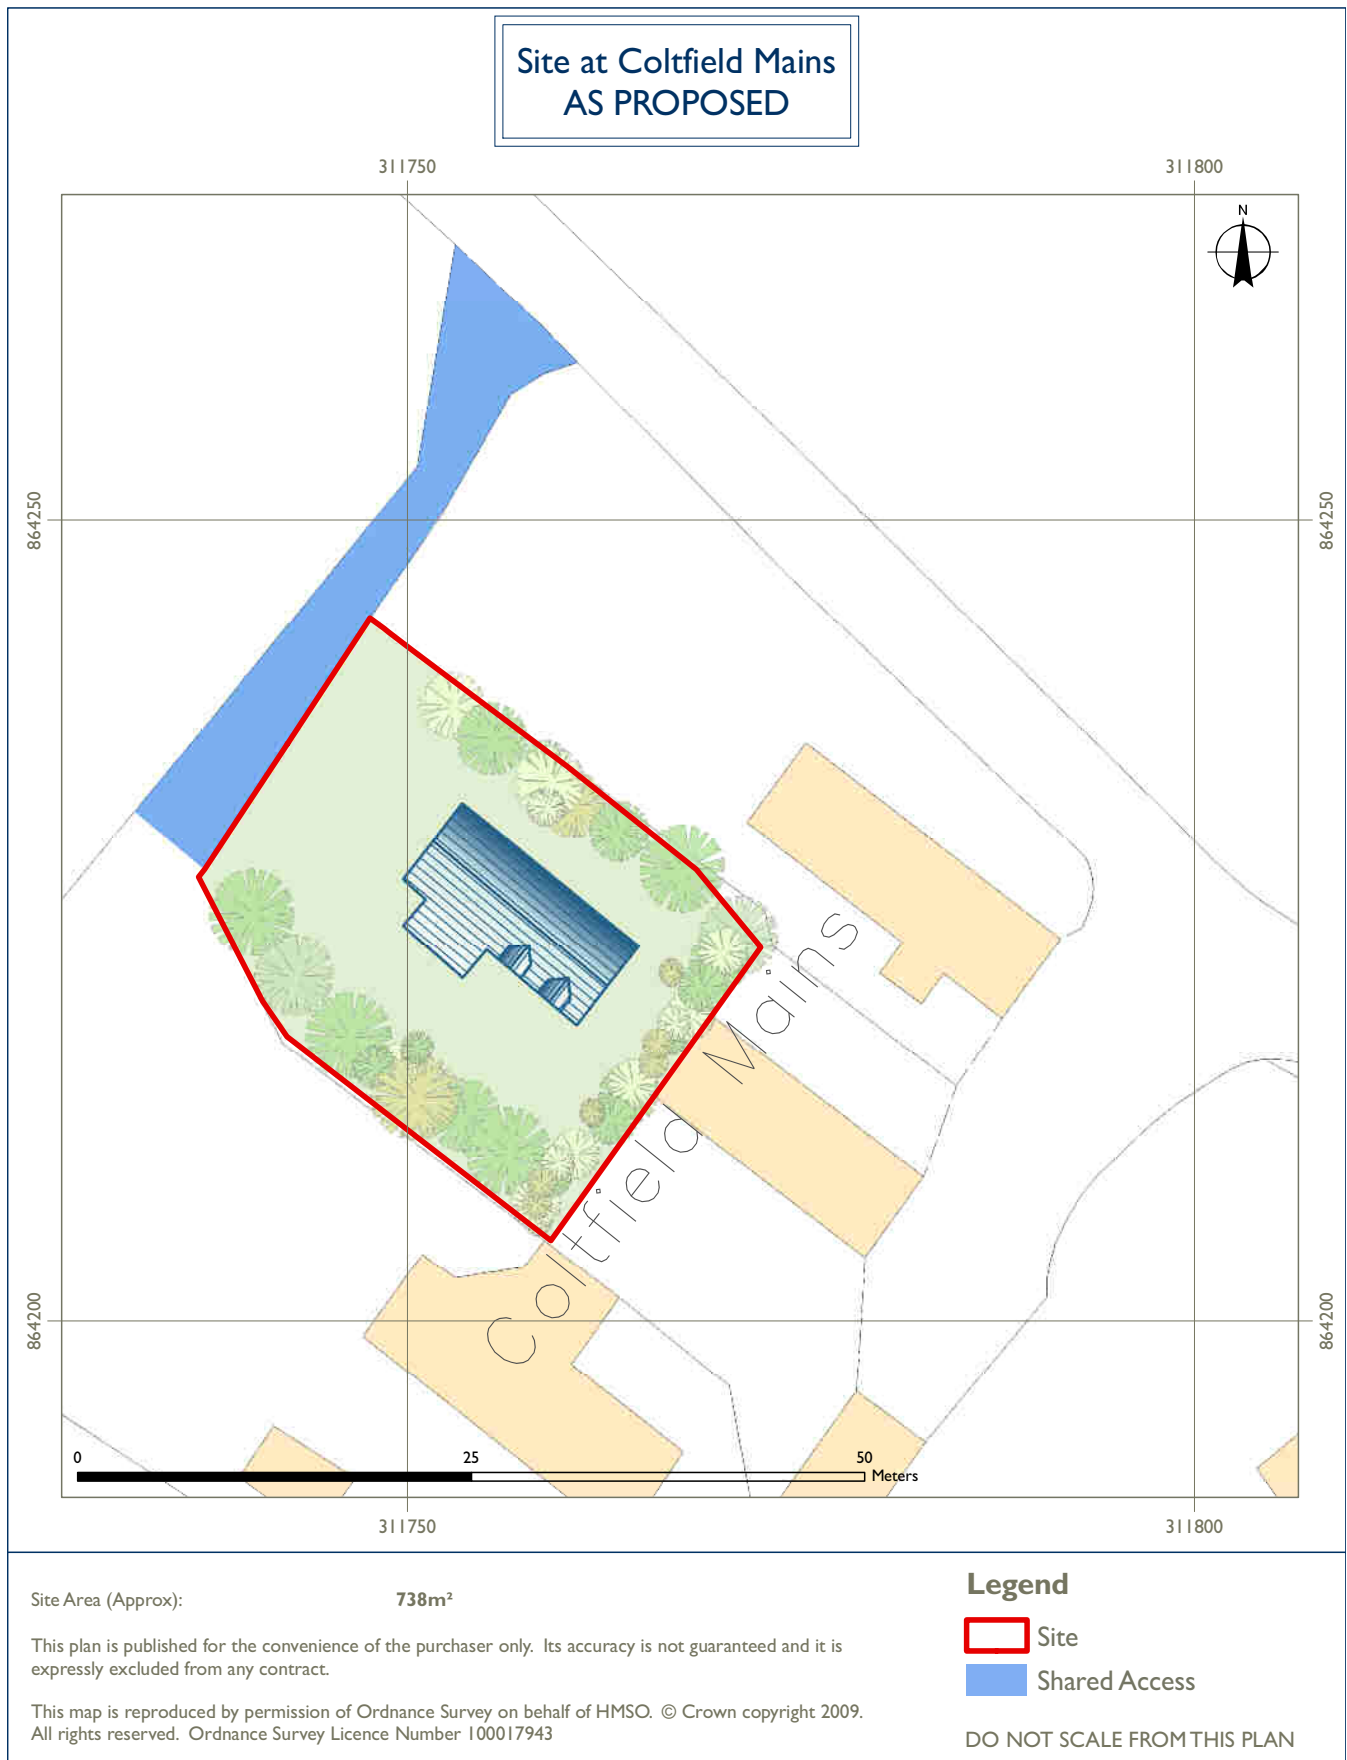 Site at Coltfield Mains
AS PROPOSED
311750
311800
N
864250
864250
Coltfield Mains
864200
864200
0
25
50
Meters
311750
311800
Site Area (Approx): 738m²
This plan is published for the convenience of the purchaser only. Its accuracy is not guaranteed and it is
expressly excluded from any contract.
This map is reproduced by permission of Ordnance Survey on behalf of HMSO. © Crown copyright 2009.
All rights reserved. Ordnance Survey Licence Number 100017943
Legend
Site
Shared Access
DO NOT SCALE FROM THIS PLAN